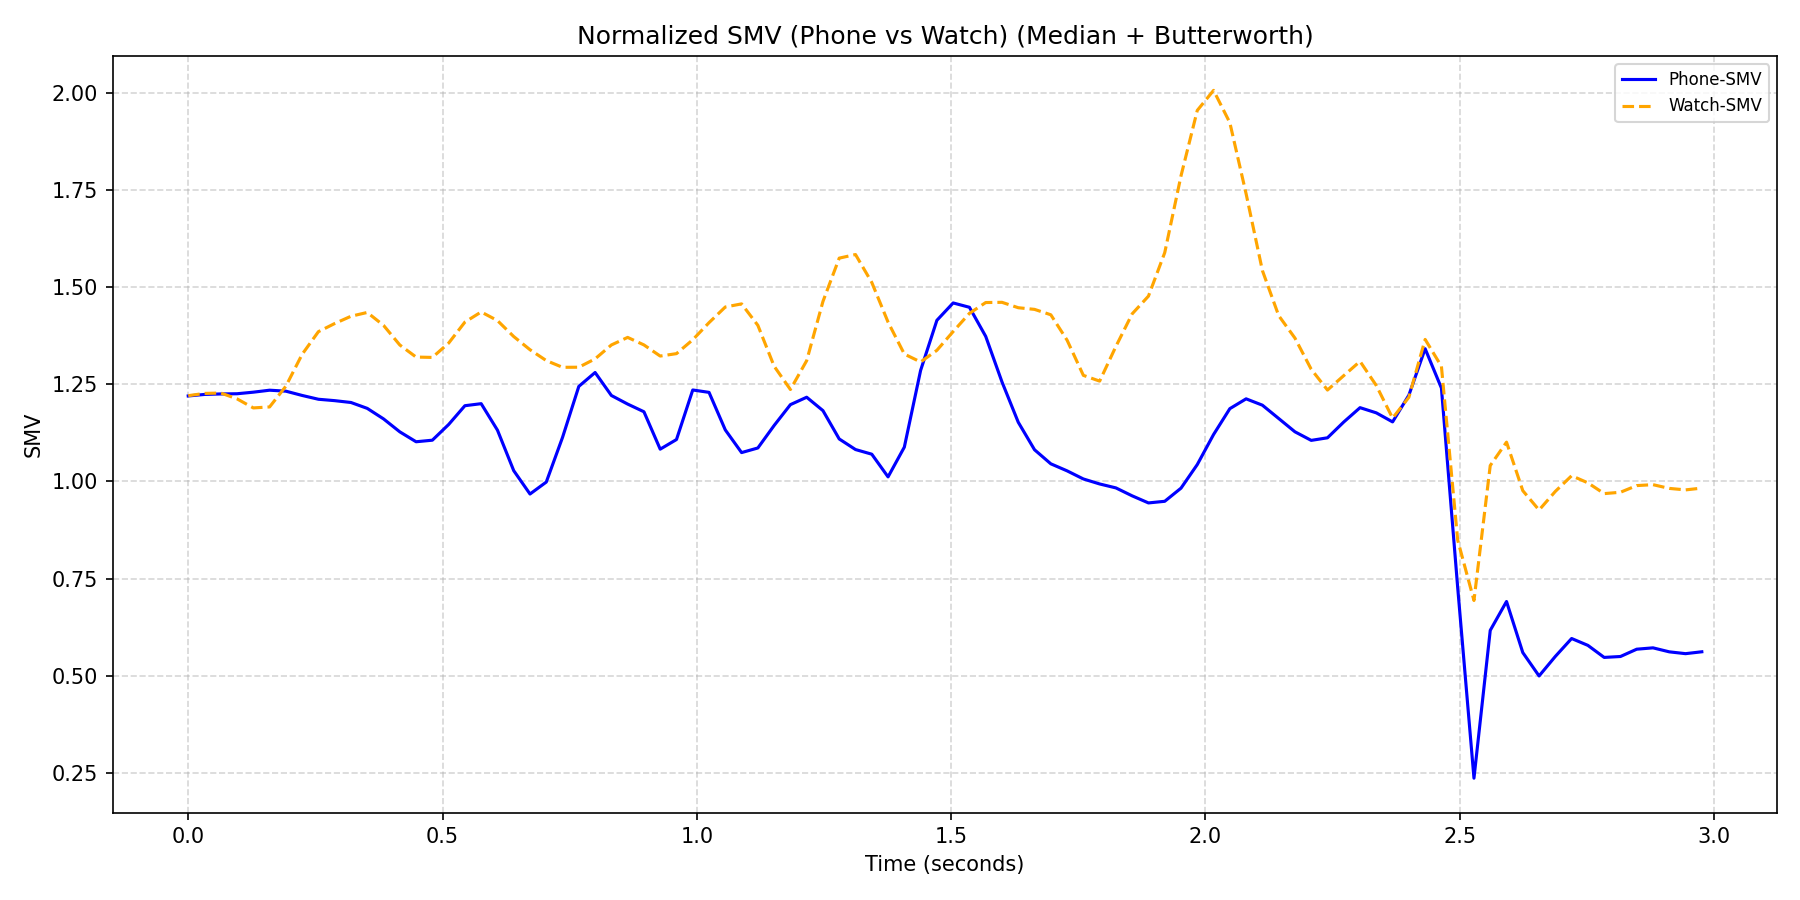 Normalized SMV (Phone vs Watch) (Median + Butterworth)
Phone-SMV
Watch-SMV
2.00
1.75
1.50
1.25
1.00
0.75
0.50
0.25
SMV
0.0 0.5 1.0 1.5 2.0 2.5 3.0
Time (seconds)